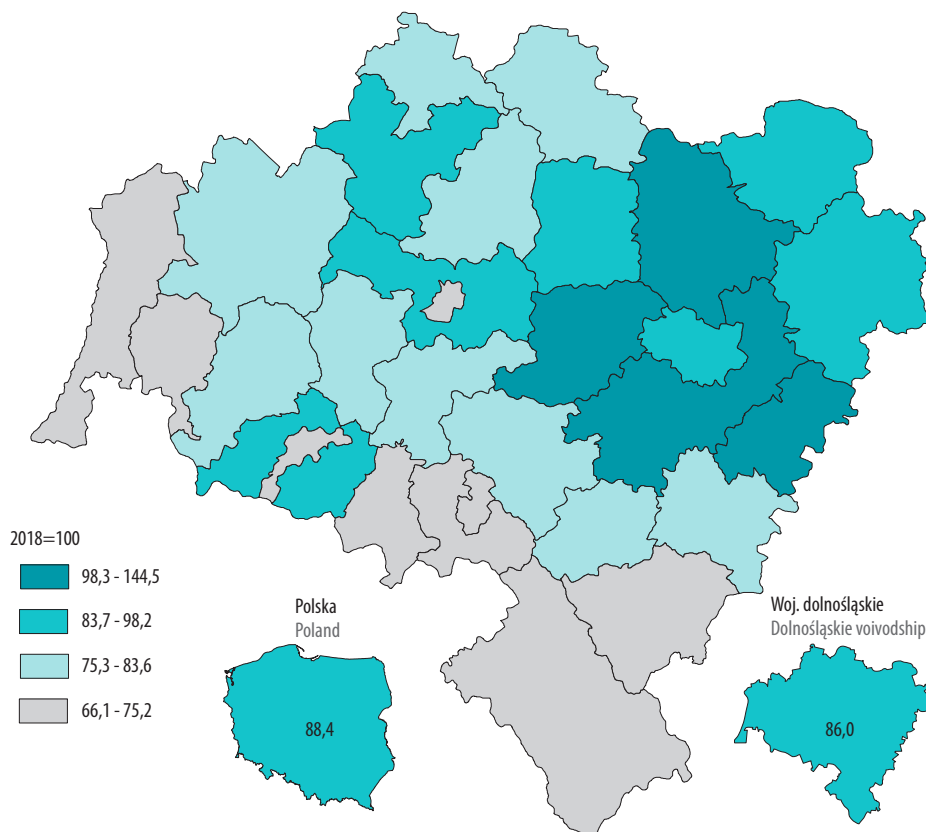 2018=100
98,3 - 144,5
83,7 - 98,2
75,3 - 83,6
66,1 - 75,2
Polska
Poland
88,4
Woj. dolnośląskie
Dolnośląskie voivodship
86,0